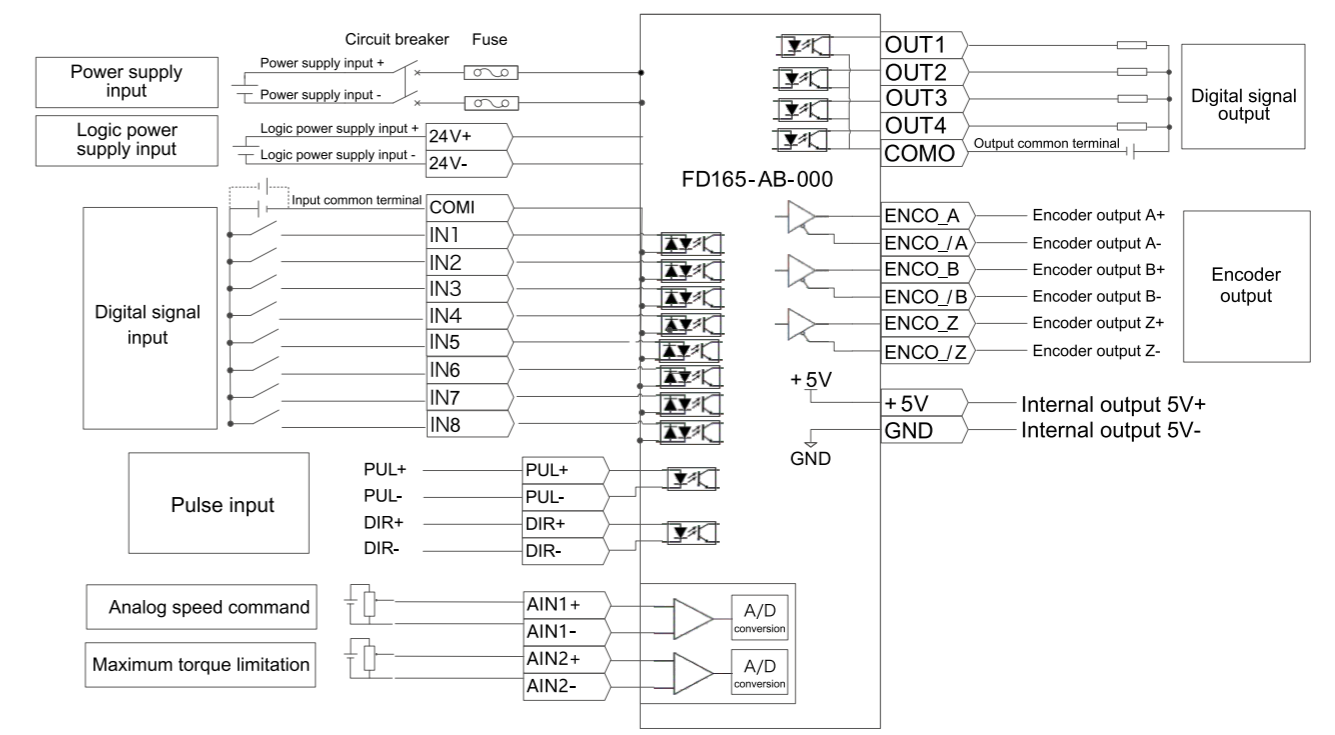 Circuit breaker
Fuse
Power supply
input
Power supply input +
Power supply input -
Logic power
supply input
Logic power supply input +
Logic power supply input -
24V+
24V-
Input common terminal
COMI
IN1
IN2
IN3
IN4
IN5
IN6
IN7
IN8
Digital signal
input
Pulse input
PUL+
PUL-
DIR+
DIR-
PUL+
PUL-
DIR+
DIR-
Analog speed command
Maximum torque limitation
AIN1+
AIN1-
AIN2+
AIN2-
A/D
conversion
A/D
conversion
FD165-AB-000
OUT1
OUT2
OUT3
OUT4
COMO
Output common terminal
Digital signal
output
ENCO_A
ENCO_/A
ENCO_B
ENCO_/B
ENCO_Z
ENCO_/Z
Encoder output A+
Encoder output A-
Encoder output B+
Encoder output B-
Encoder output Z+
Encoder output Z-
Encoder
output
+5V
GND
+5V
GND
Internal output 5V+
Internal output 5V-